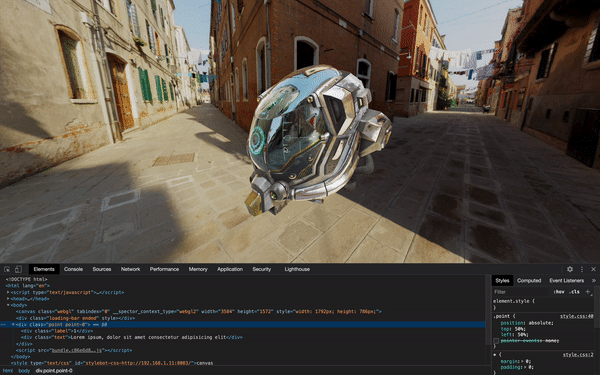 Elements Console Sources Network Performance Memory Application Security Lighthouse
<!DOCTYPE html>
<html lang="en">
<script type="text/javascript">…</script>
<head>…</head>
<body>
<canvas class="webgl" tabindex="0" __spector_context_type="webgl2" width="3584" height="1572" style="width: 1792px; height: 786px;">
<div class="loading-bar ended" style></div>
<div class="point point-0"> == $0
<div class="label">1</div>
<div class="text">Lorem, ipsum, dolor sit amet consectetur adipisicing elit</div>
</div>
<script src="bundle.…js"></script>
</body>
<style type="text/css" id="stylebot-css-http://192.168.1.11:8081/">canvas
html body div.point.point-0
Styles Computed Event Listeners »
Filter :hov .cls +
element.style {
}
.point { style.css:40
position: absolute;
top: 50%;
left: 50%;
pointer-events: none;
}
* { style.css:2
margin: 0;
padding: 0;